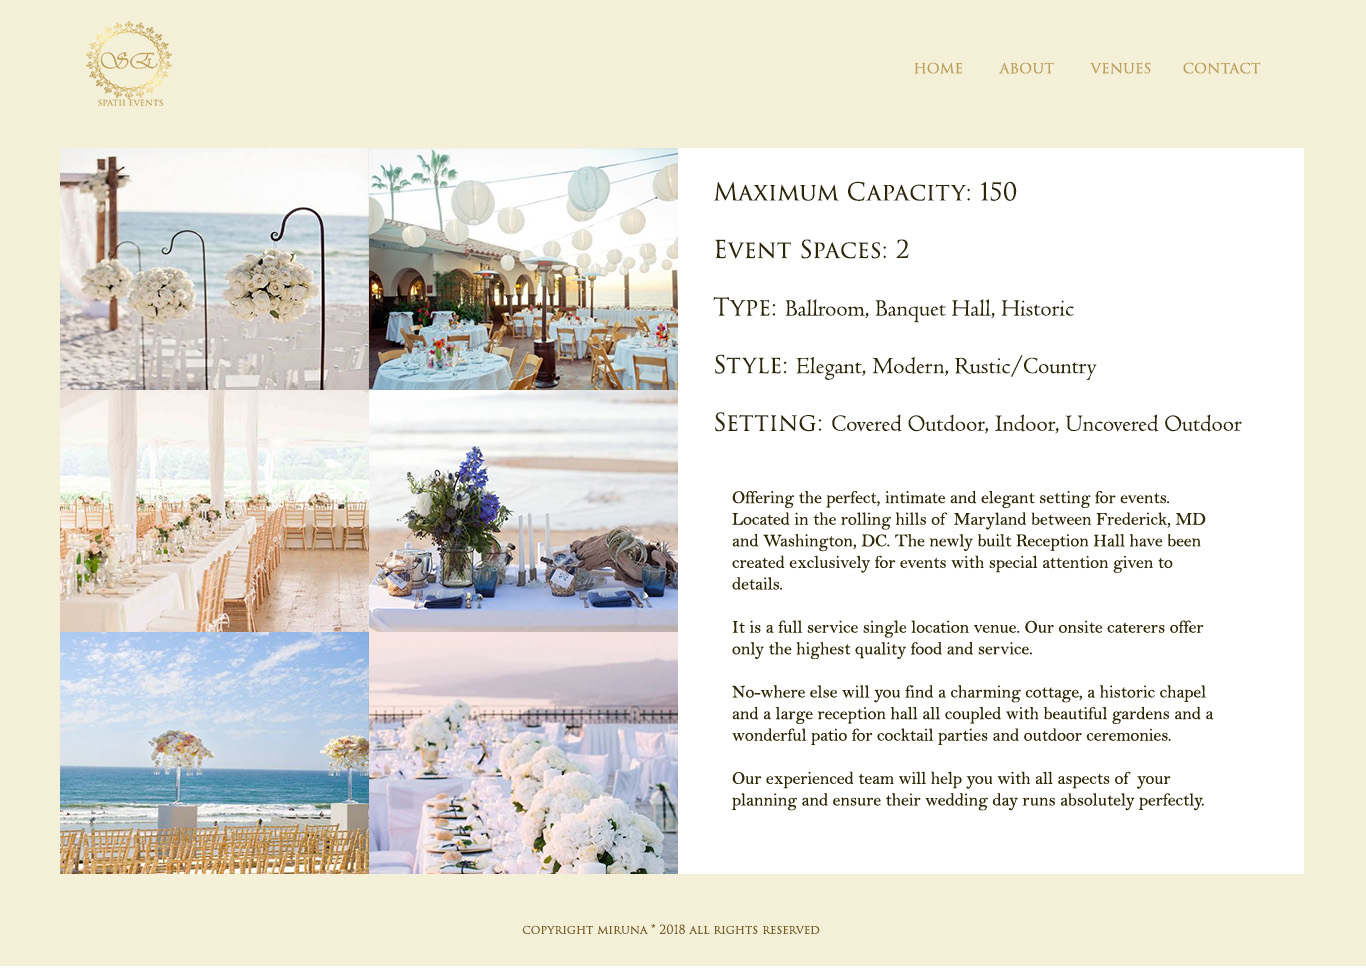 SE
SPATII EVENTS
HOME ABOUT VENUES CONTACT
Maximum Capacity: 150
Event Spaces: 2
Type: Ballroom, Banquet Hall, Historic
Style: Elegant, Modern, Rustic/Country
Setting: Covered Outdoor, Indoor, Uncovered Outdoor
Offering the perfect, intimate and elegant setting for events.
Located in the rolling hills of Maryland between Frederick, MD
and Washington, DC. The newly built Reception Hall have been
created exclusively for events with special attention given to
details.
It is a full service single location venue. Our onsite caterers offer
only the highest quality food and service.
No-where else will you find a charming cottage, a historic chapel
and a large reception hall all coupled with beautiful gardens and a
wonderful patio for cocktail parties and outdoor ceremonies.
Our experienced team will help you with all aspects of your
planning and ensure their wedding day runs absolutely perfectly.
COPYRIGHT MIRUNA * 2018 ALL RIGHTS RESERVED